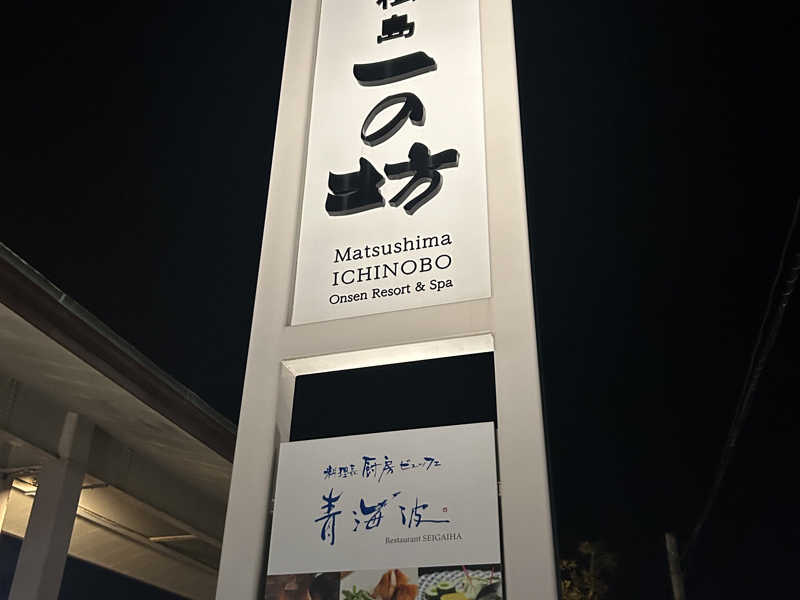 松島
一の坊
Matsushima
ICHINOBO
Onsen Resort & Spa
料理長 厨房ビュッフェ
青海波
Restaurant SEIGAIHA